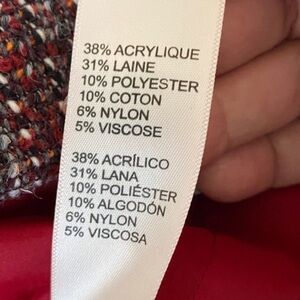 38% ACRYLIQUE
31% LAINE
10% POLYESTER
10% COTON
6% NYLON
5% VISCOSE
38% ACRÍLICO
31% LANA
10% POLIÉSTER
10% ALGODÓN
6% NYLON
5% VISCOSA